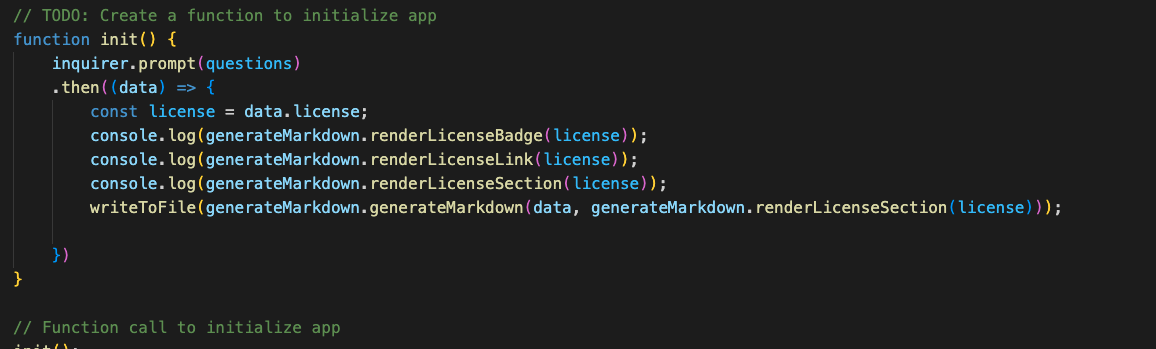 // TODO: Create a function to initialize app
function init() {
    inquirer.prompt(questions)
    .then((data) => {
        const license = data.license;
        console.log(generateMarkdown.renderLicenseBadge(license));
        console.log(generateMarkdown.renderLicenseLink(license));
        console.log(generateMarkdown.renderLicenseSection(license));
        writeToFile(generateMarkdown.generateMarkdown(data, generateMarkdown.renderLicenseSection(license)));
    })
}
// Function call to initialize app
init();